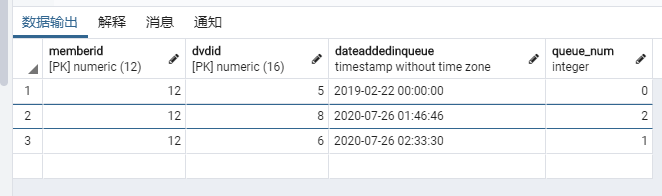 数据输出 解释 消息 通知
memberid dvdid dateaddedinqueue queue_num
[PK] numeric (12) [PK] numeric (16) timestamp without time zone integer
1 12 5 2019-02-22 00:00:00 0
2 12 8 2020-07-26 01:46:46 2
3 12 6 2020-07-26 02:33:30 1